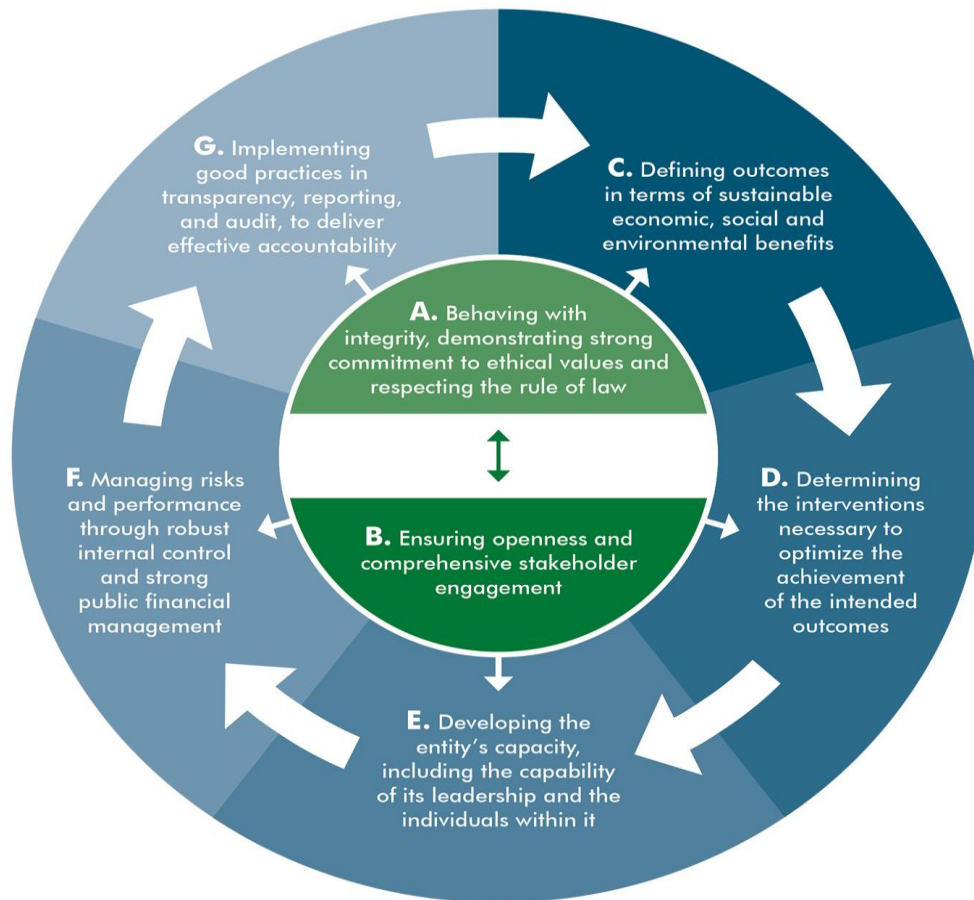 G. Implementing
good practices in
transparency, reporting,
and audit, to deliver
effective accountability
C. Defining outcomes
in terms of sustainable
economic, social and
environmental benefits
A. Behaving with
integrity, demonstrating strong
commitment to ethical values and
respecting the rule of law
B. Ensuring openness and
comprehensive stakeholder
engagement
F. Managing risks
and performance
through robust
internal control
and strong
public financial
management
D. Determining
the interventions
necessary to
optimize the
achievement
of the intended
outcomes
E. Developing the
entity’s capacity,
including the capability
of its leadership and the
individuals within it